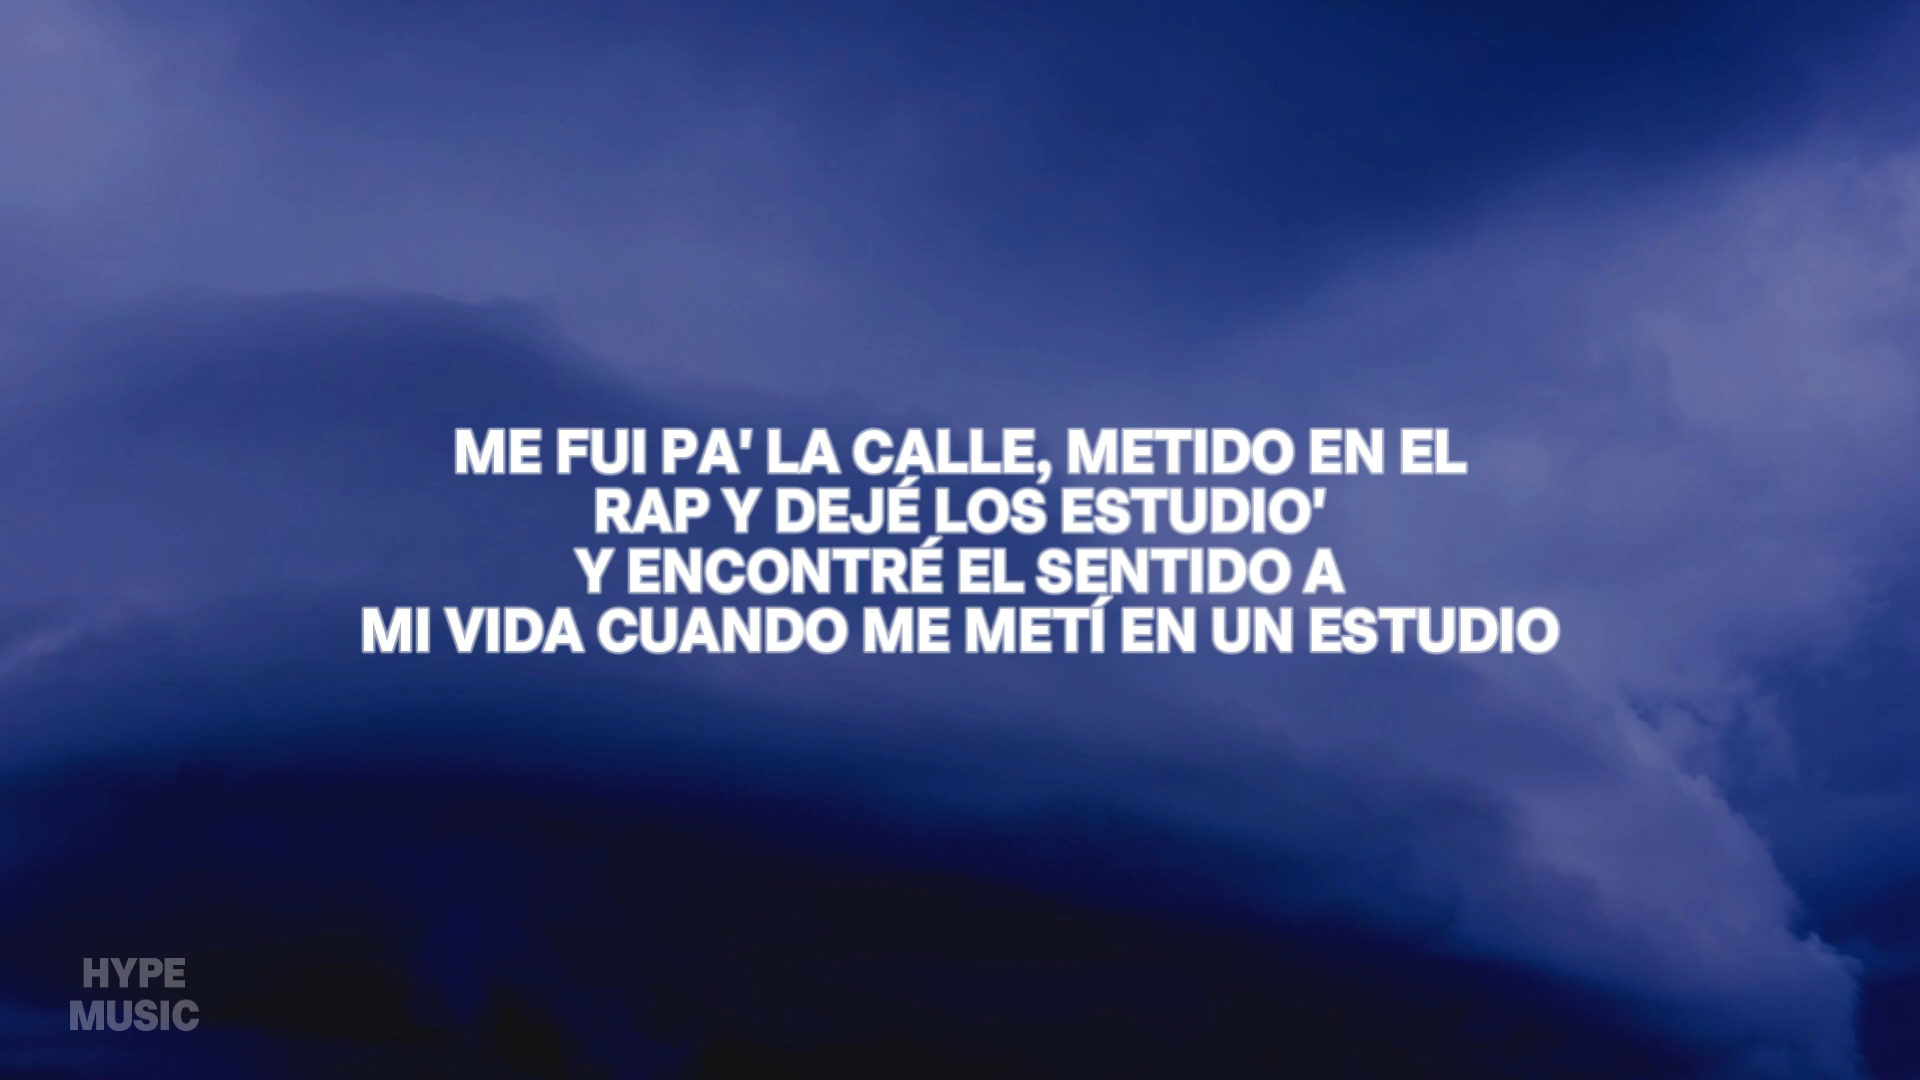 ME FUI PA' LA CALLE, METIDO EN EL
RAP Y DEJÉ LOS ESTUDIO'
Y ENCONTRÉ EL SENTIDO A
MI VIDA CUANDO ME METÍ EN UN ESTUDIO
HYPE
MUSIC